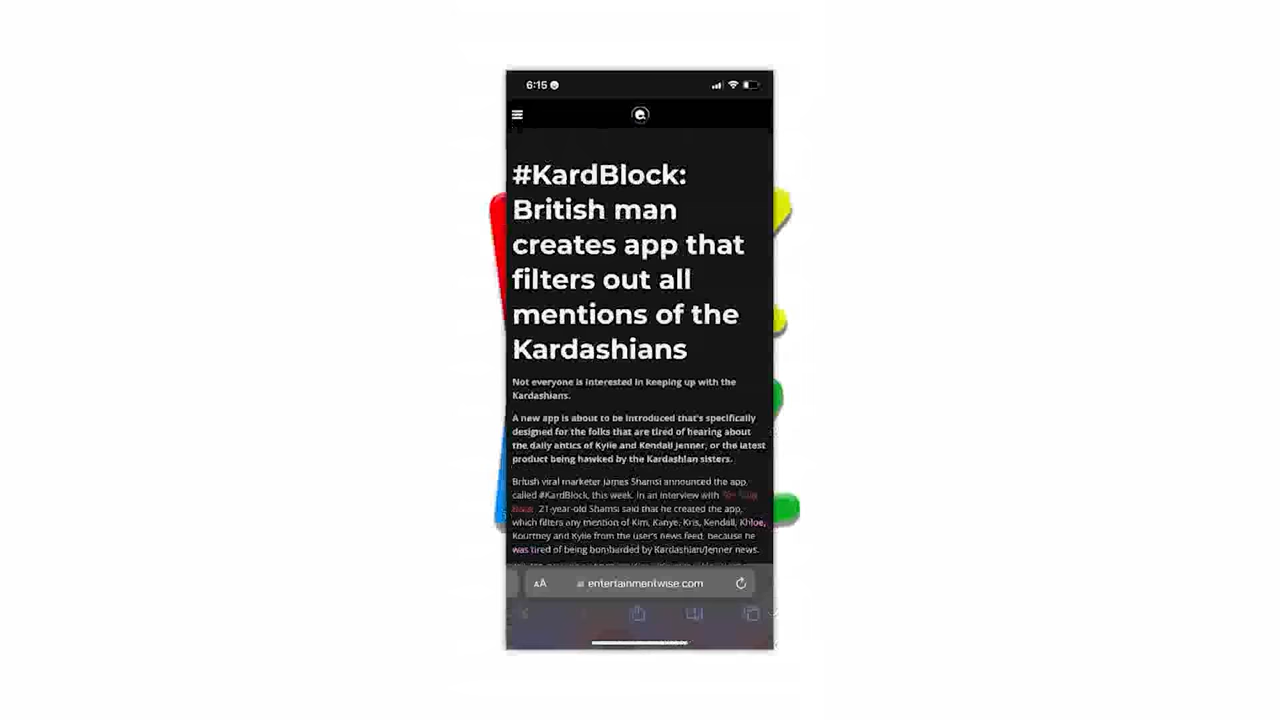 6:15
#KardBlock:
British man
creates app that
filters out all
mentions of the
Kardashians
Not everyone is interested in keeping up with the
Kardashians.
A new app is about to be introduced that's specifically
designed for the folks that are tired of hearing about
the daily antics of Kylie and Kendall Jenner, or the latest
product being hawked by the Kardashian sisters.
British viral marketer James Shamsi announced the app,
called #KardBlock, this week. In an interview with
21-year-old Shamsi said that he created the app,
which filters any mention of Kim, Kanye, Kris, Kendall, Khloe,
Kourtney and Kylie from the user's news feed, because he
was tired of being bombarded by Kardashian/Jenner news.
AA entertainmentwise.com